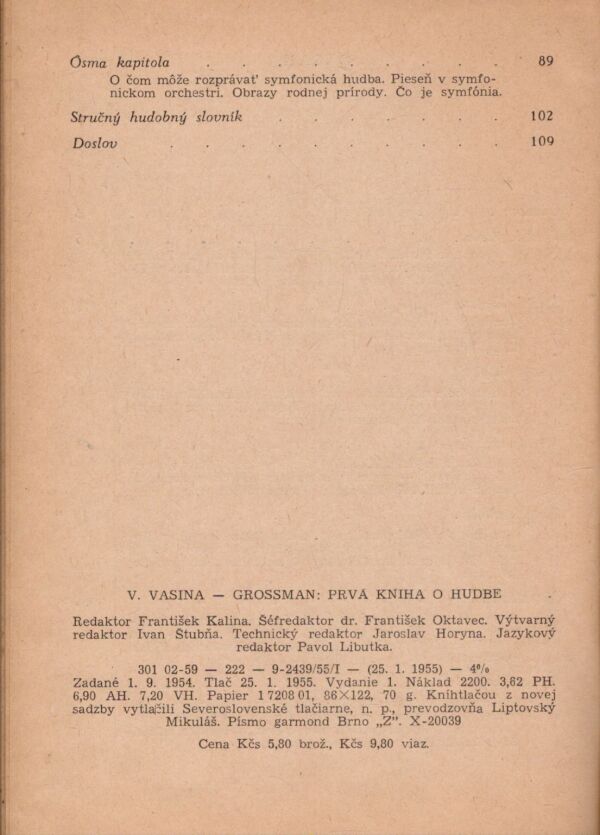 Ôsma kapitola . . . . . . . . 89
O čom môže rozprávať symfonická hudba. Pieseň v symfo-
nickom orchestri. Obrazy rodnej prírody. Čo je symfónia.
Stručný hudobný slovník . . . . . . . 102
Doslov . . . . . . . . . . 109
V. VASINA — GROSSMAN: PRVÁ KNIHA O HUDBE
Redaktor František Kalina. Šéfredaktor dr. František Oktavec. Výtvarný
redaktor Ivan Štubňa. Technický redaktor Jaroslav Horyna. Jazykový
redaktor Pavol Libutka.
301 02-59 — 222 — 9-2439/55/I — (25. 1. 1955) — 4%
Zadané 1. 9. 1954. Tlač 25. 1. 1955. Vydanie 1. Náklad 2200. 3,62 PH.
6,90 AH. 7,20 VH. Papier 1 7208 01, 86×122, 70 g. Kníhtlačou z novej
sadzby vytlačili Severoslovenské tlačiarne, n. p., prevodzovňa Liptovský
Mikuláš. Písmo garmond Brno „Z". X-20039
Cena Kčs 5,80 brož., Kčs 9,80 viaz.